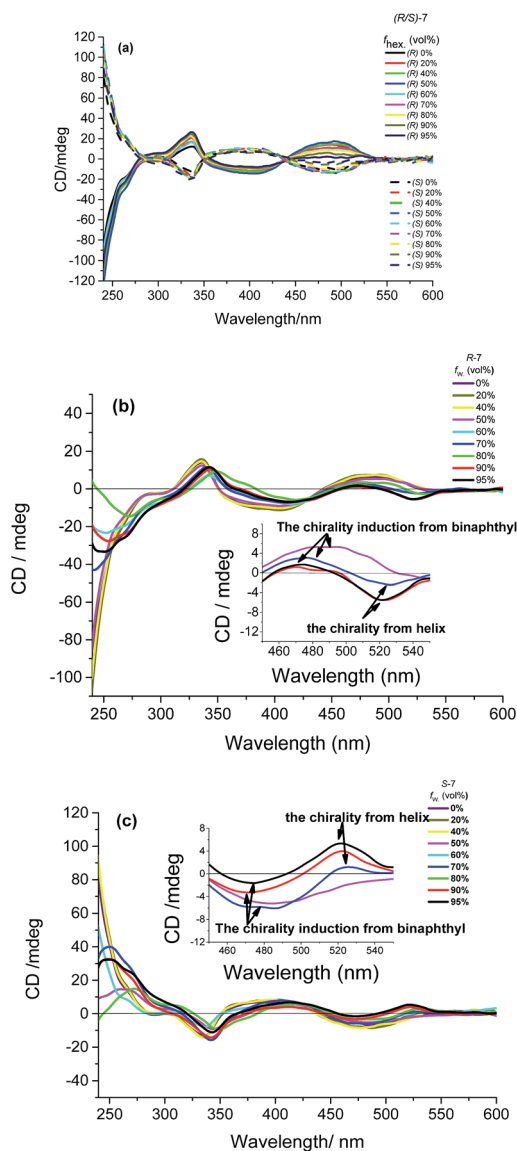 (R/S)-7
(a)
fhex. (vol%)
(R) 0%
(R) 20%
(R) 40%
(R) 50%
(R) 60%
(R) 70%
(R) 80%
(R) 90%
(R) 95%
(S) 0%
(S) 20%
(S) 40%
(S) 50%
(S) 60%
(S) 70%
(S) 80%
(S) 90%
(S) 95%
CD/mdeg
120
100
80
60
40
20
0
-20
-40
-60
-80
-100
-120
250 300 350 400 450 500 550 600
Wavelength/nm
(b)
R-7
fw. (vol%)
0%
20%
40%
50%
60%
70%
80%
90%
95%
CD / mdeg
40
20
0
-20
-40
-60
-80
-100
The chirality induction from binaphthyl
the chirality from helix
CD / mdeg
8
4
0
-4
-8
-12
460 480 500 520 540
Wavelength (nm)
250 300 350 400 450 500 550 600
Wavelength (nm)
(c)
S-7
fw. (vol%)
0%
20%
40%
50%
60%
70%
80%
90%
95%
CD /mdeg
120
100
80
60
40
20
0
-20
-40
the chirality from helix
The chirality induction from binaphthyl
CD /mdeg
8
4
0
-4
-8
-12
460 480 500 520 540
Wavelength (nm)
250 300 350 400 450 500 550 600
Wavelength/ nm